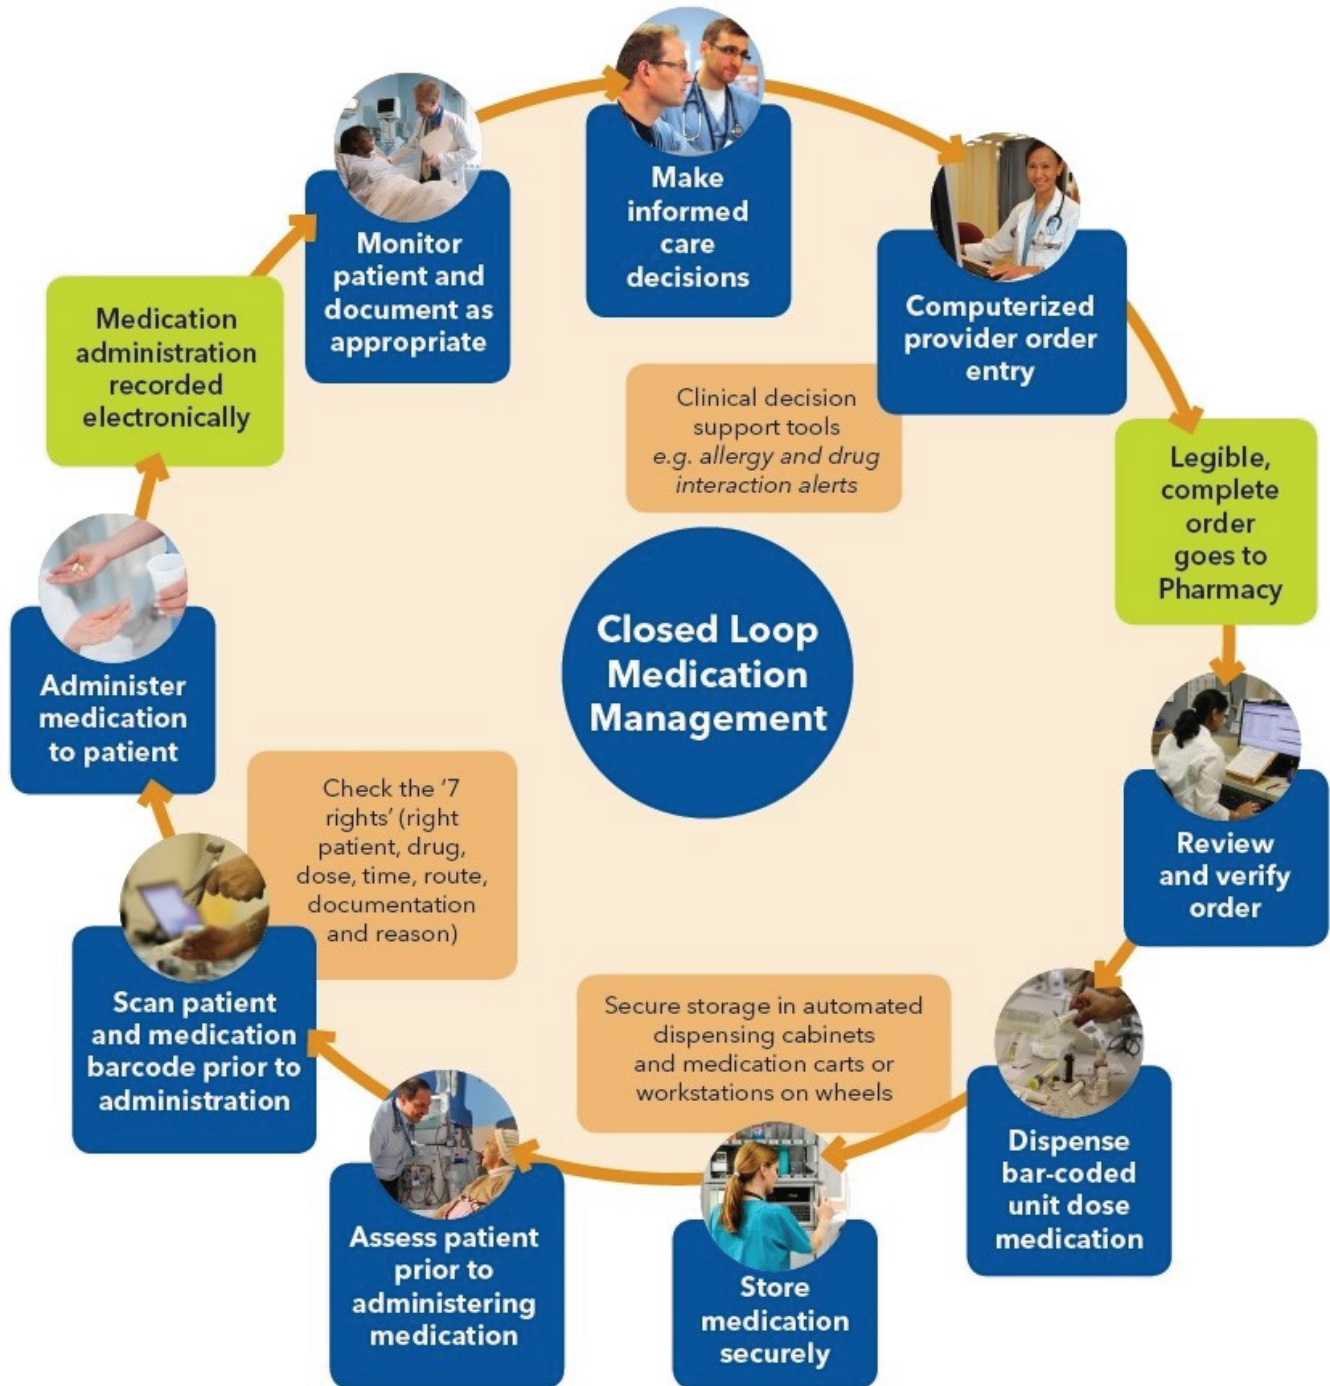 Make
informed
care
decisions
Computerized
provider order
entry
Clinical decision
support tools
e.g. allergy and drug
interaction alerts
Legible,
complete
order
goes to
Pharmacy
Review
and verify
order
Dispense
bar-coded
unit dose
medication
Secure storage in automated
dispensing cabinets
and medication carts or
workstations on wheels
Store
medication
securely
Assess patient
prior to
administering
medication
Scan patient
and medication
barcode prior to
administration
Check the ‘7
rights’ (right
patient, drug,
dose, time, route,
documentation
and reason)
Administer
medication
to patient
Medication
administration
recorded
electronically
Monitor
patient and
document as
appropriate
Closed Loop
Medication
Management